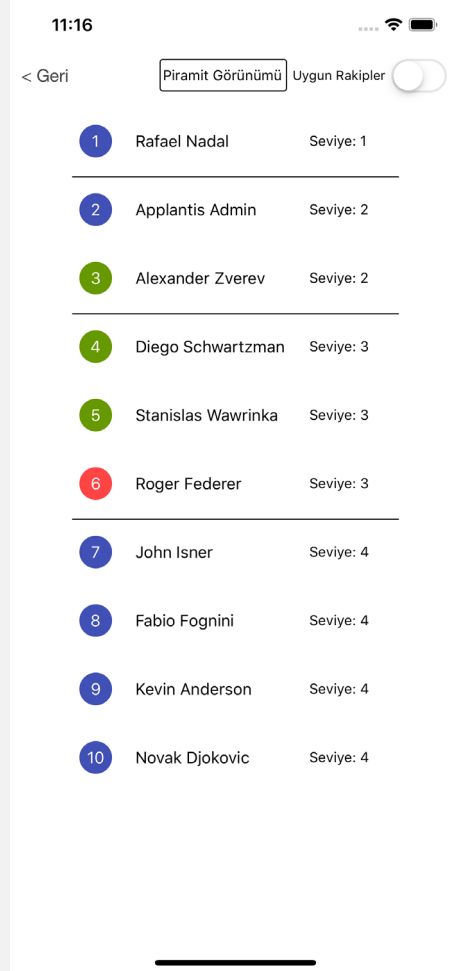 11:16
< Geri Piramit Görünümü Uygun Rakipler
1 Rafael Nadal Seviye: 1
2 Applantis Admin Seviye: 2
3 Alexander Zverev Seviye: 2
4 Diego Schwartzman Seviye: 3
5 Stanislas Wawrinka Seviye: 3
6 Roger Federer Seviye: 3
7 John Isner Seviye: 4
8 Fabio Fognini Seviye: 4
9 Kevin Anderson Seviye: 4
10 Novak Djokovic Seviye: 4